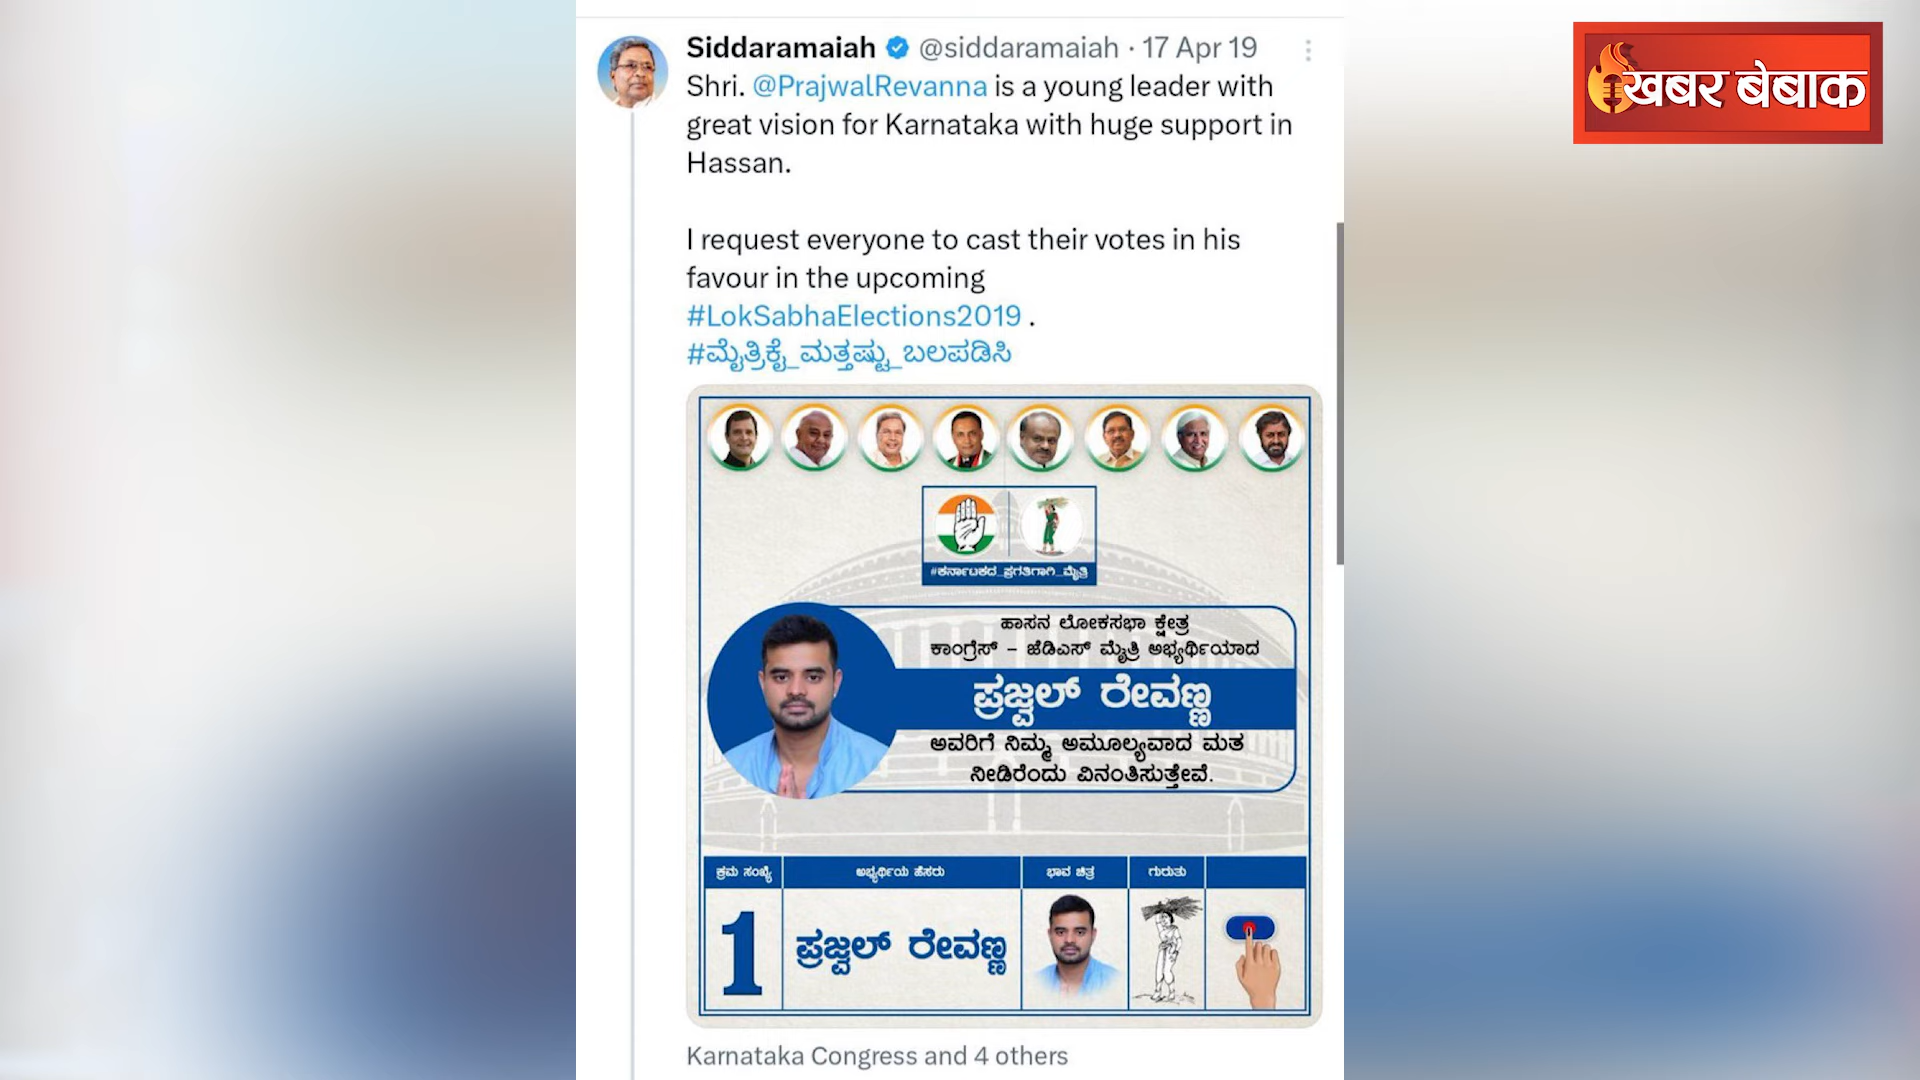 Siddaramaiah @siddaramaiah · 17 Apr 19
Shri. @PrajwalRevanna is a young leader with
great vision for Karnataka with huge support in
Hassan.
I request everyone to cast their votes in his
favour in the upcoming
#LokSabhaElections2019 .
#ಮೈತ್ರಿಕೈ_ಮತ್ತಷ್ಟು_ಬಲಪಡಿಸಿ
#ಕರ್ನಾಟಕದ_ಪ್ರಗತಿಗಾಗಿ_ಮೈತ್ರಿ
ಹಾಸನ ಲೋಕಸಭಾ ಕ್ಷೇತ್ರ
ಕಾಂಗ್ರೆಸ್ – ಜೆಡಿಎಸ್ ಮೈತ್ರಿ ಅಭ್ಯರ್ಥಿಯಾದ
ಪ್ರಜ್ವಲ್ ರೇವಣ್ಣ
ಅವರಿಗೆ ನಿಮ್ಮ ಅಮೂಲ್ಯವಾದ ಮತ
ನೀಡಿರೆಂದು ವಿನಂತಿಸುತ್ತೇವೆ.
ಕ್ರಮ ಸಂಖ್ಯೆ ಅಭ್ಯರ್ಥಿಯ ಹೆಸರು ಭಾವ ಚಿತ್ರ ಗುರುತು
1 ಪ್ರಜ್ವಲ್ ರೇವಣ್ಣ
Karnataka Congress and 4 others
खबर बेबाक